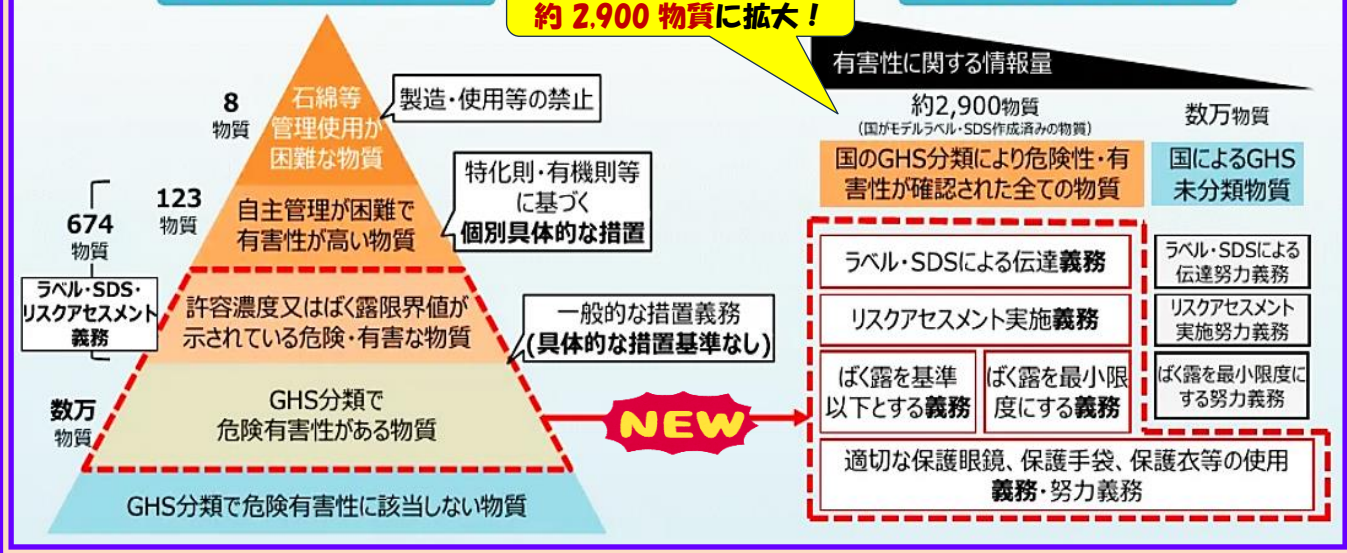 約 2,900 物質に拡大!
8
物質
石綿等
管理使用が
困難な物質
製造・使用等の禁止
674
物質
123
物質
自主管理が困難で
有害性が高い物質
特化則・有機則等
に基づく
個別具体的な措置
ラベル・SDS・
リスクアセスメント
義務
許容濃度又はばく露限界値が
示されている危険・有害な物質
一般的な措置義務
(具体的な措置基準なし)
数万
物質
GHS分類で
危険有害性がある物質
NEW
GHS分類で危険有害性に該当しない物質
有害性に関する情報量
約2,900物質
(国がモデルラベル・SDS作成済みの物質)
国のGHS分類により危険性・有
害性が確認された全ての物質
数万物質
国によるGHS
未分類物質
ラベル・SDSによる伝達義務
ラベル・SDSによる
伝達努力義務
リスクアセスメント実施義務
リスクアセスメント
実施努力義務
ばく露を基準
以下とする義務
ばく露を最小限
度にする義務
ばく露を最小限度に
する努力義務
適切な保護眼鏡、保護手袋、保護衣等の使用
義務・努力義務